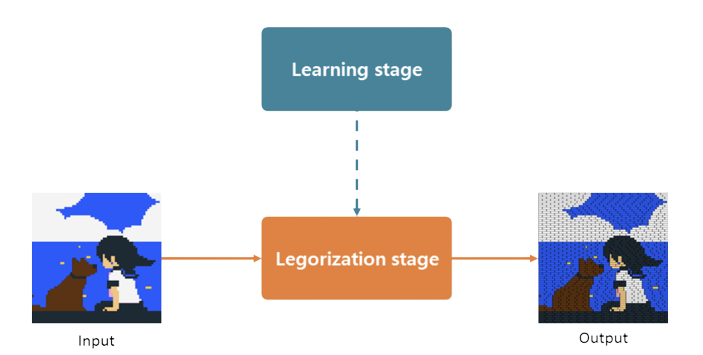 Learning stage
Legorization stage
Input
Output